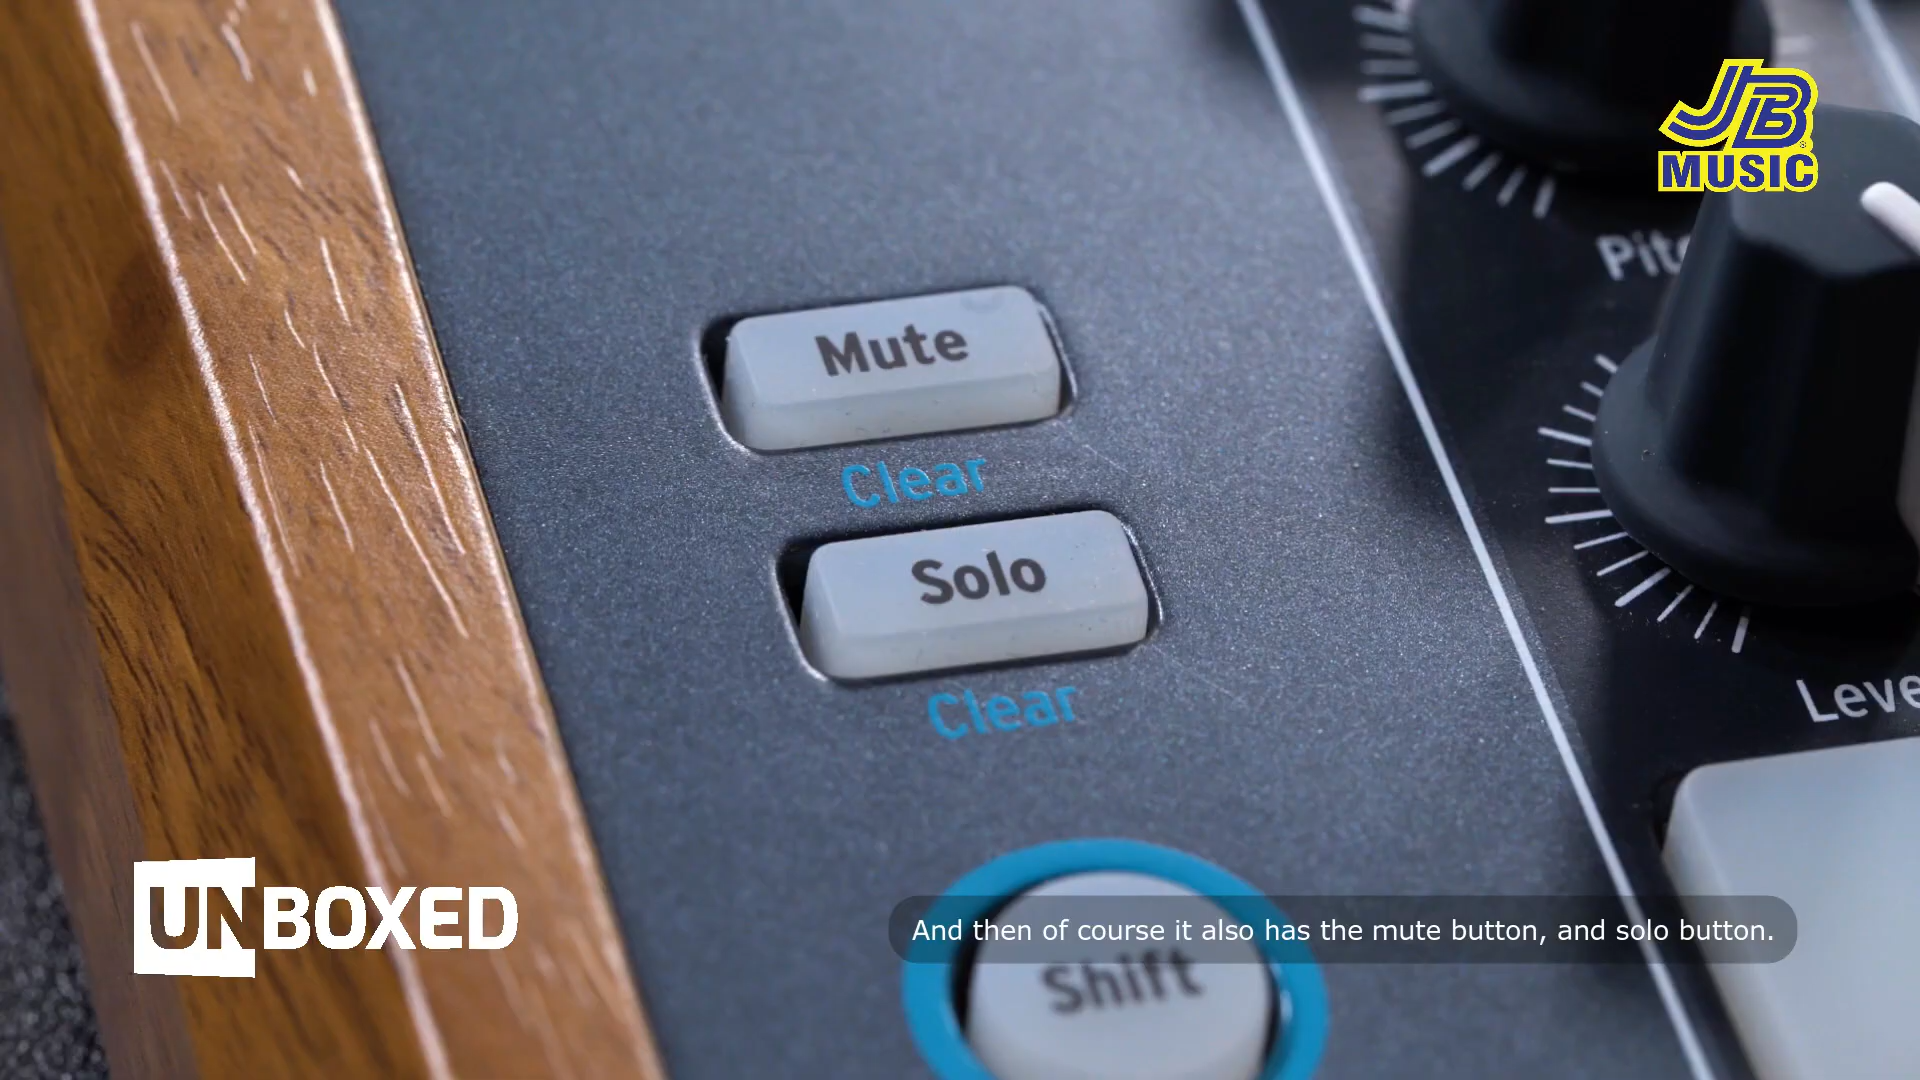 JB
MUSIC
Mute
Clear
Solo
Clear
UNBOXED
And then of course it also has the mute button, and solo button.
Shift